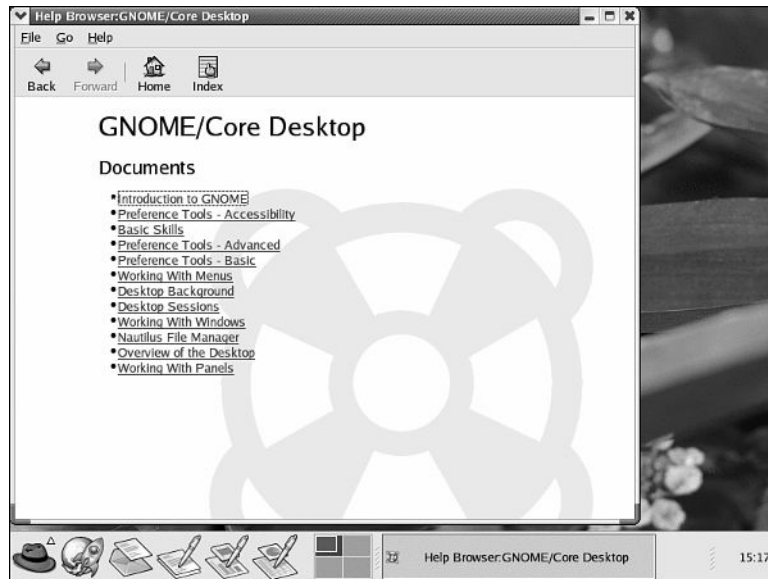 Help Browser:GNOME/Core Desktop
File Go Help
Back Forward Home Index
GNOME/Core Desktop
Documents
Introduction to GNOME
Preference Tools - Accessibility
Basic Skills
Preference Tools - Advanced
Preference Tools - Basic
Working With Menus
Desktop Background
Desktop Sessions
Working With Windows
Nautilus File Manager
Overview of the Desktop
Working With Panels
Help Browser:GNOME/Core Desktop 15:17